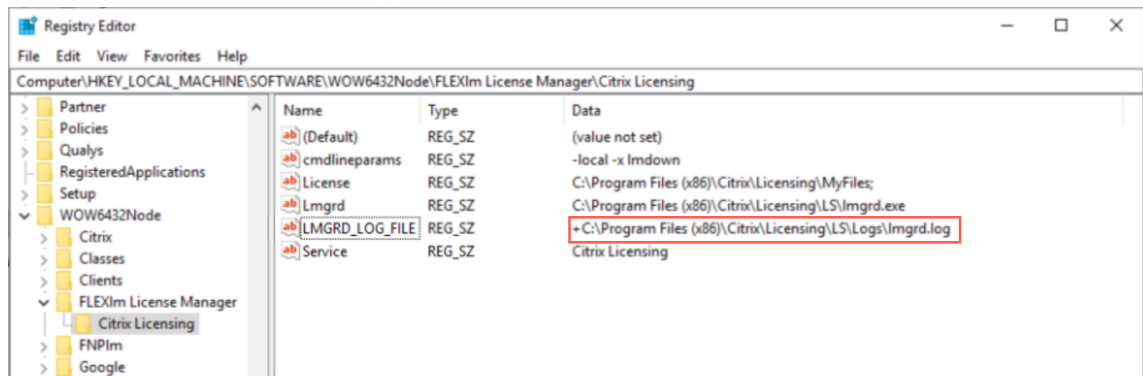 Registry Editor
File Edit View Favorites Help
Computer\HKEY_LOCAL_MACHINE\SOFTWARE\WOW6432Node\FLEXlm License Manager\Citrix Licensing
Partner
Policies
Qualys
RegisteredApplications
Setup
WOW6432Node
Citrix
Classes
Clients
FLEXlm License Manager
Citrix Licensing
FNPlm
Google
Name Type Data
(Default) REG_SZ (value not set)
cmdlineparams REG_SZ -local -x lmdown
License REG_SZ C:\Program Files (x86)\Citrix\Licensing\MyFiles;
Lmgrd REG_SZ C:\Program Files (x86)\Citrix\Licensing\LS\lmgrd.exe
LMGRD_LOG_FILE REG_SZ +C:\Program Files (x86)\Citrix\Licensing\LS\Logs\lmgrd.log
Service REG_SZ Citrix Licensing